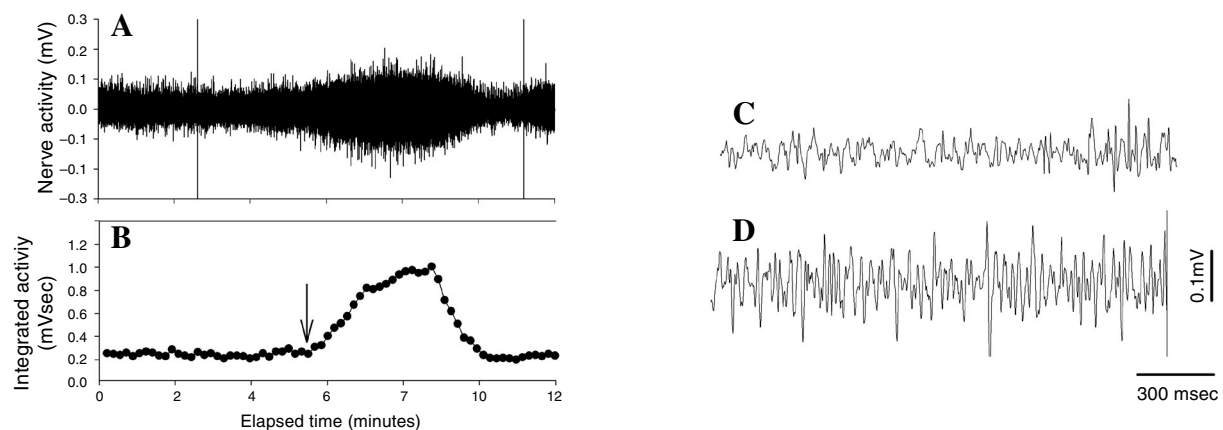 A
Nerve activity (mV)
0.3
0.2
0.1
0.0
–0.1
–0.1
–0.3
B
Integrated activiy
(mVsec)
1.2
1.0
0.8
0.6
0.4
0.2
0.0
0 2 4 6 7 10 12
Elapsed time (minutes)
C
D
0.1mV
300 msec